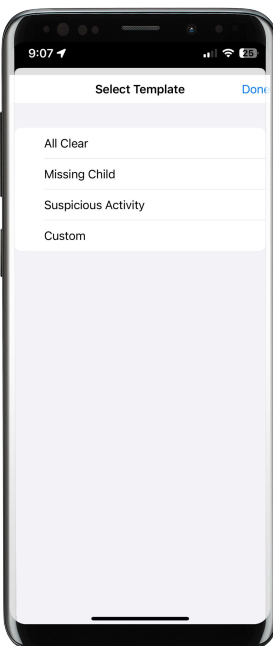 9:07
25
Select Template
Done
All Clear
Missing Child
Suspicious Activity
Custom